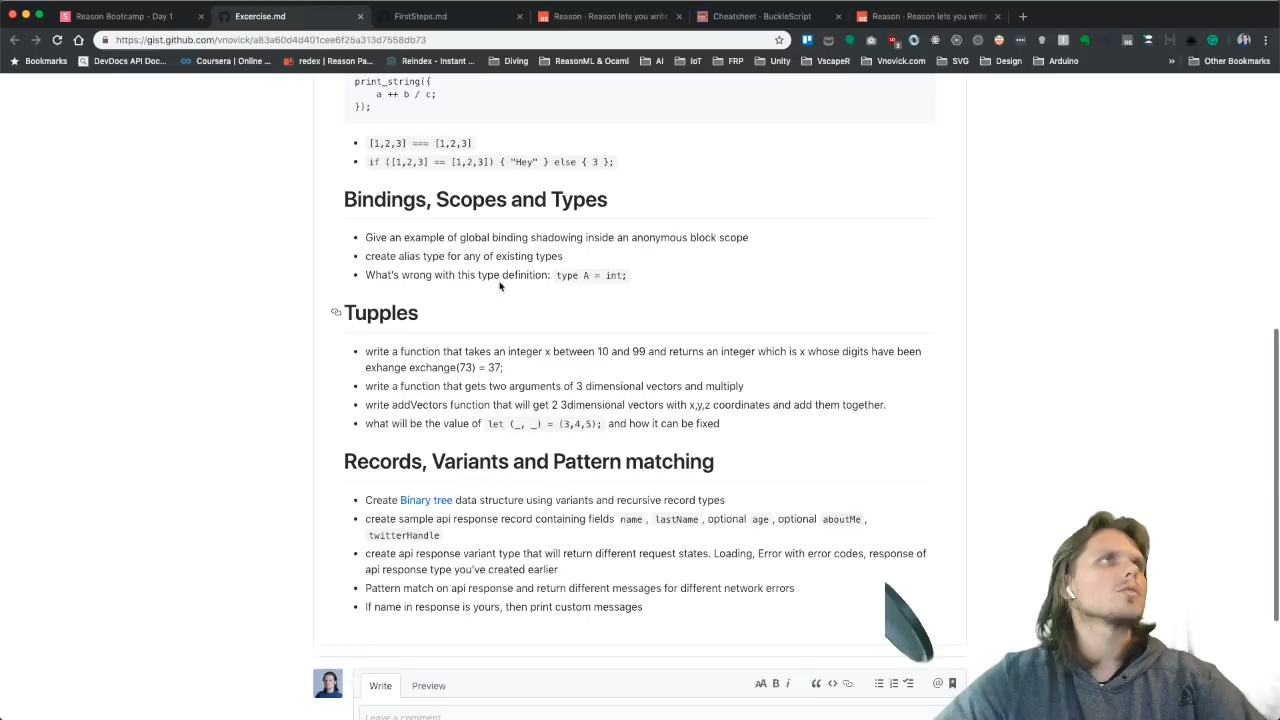 Reason Bootcamp - Day 1
Excercise.md
FirstSteps.md
Reason · Reason lets you write
Cheatsheet - BuckleScript
Reason · Reason lets you write
https://gist.github.com/vnovick/a83a60d4d401cee6f25a313d7558db73
Bookmarks
DevDocs API Doc...
Coursera | Online ...
redex | Reason Pa...
Reindex - Instant ...
Diving
ReasonML & Ocaml
AI
IoT
FRP
Unity
VscapeR
Vnovick.com
SVG
Design
Arduino
Other Bookmarks
print_string({
a ++ b / c;
});
[1,2,3] === [1,2,3]
if ([1,2,3] == [1,2,3]) { "Hey" } else { 3 };
Bindings, Scopes and Types
Give an example of global binding shadowing inside an anonymous block scope
create alias type for any of existing types
What's wrong with this type definition: type A = int;
Tupples
write a function that takes an integer x between 10 and 99 and returns an integer which is x whose digits have been
exhange exchange(73) = 37;
write a function that gets two arguments of 3 dimensional vectors and multiply
write addVectors function that will get 2 3dimensional vectors with x,y,z coordinates and add them together.
what will be the value of let (_, _) = (3,4,5); and how it can be fixed
Records, Variants and Pattern matching
Create Binary tree data structure using variants and recursive record types
create sample api response record containing fields name, lastName, optional age, optional aboutMe,
twitterHandle
create api response variant type that will return different request states. Loading, Error with error codes, response of
api response type you've created earlier
Pattern match on api response and return different messages for different network errors
If name in response is yours, then print custom messages
Write
Preview
AA B i
Leave a comment